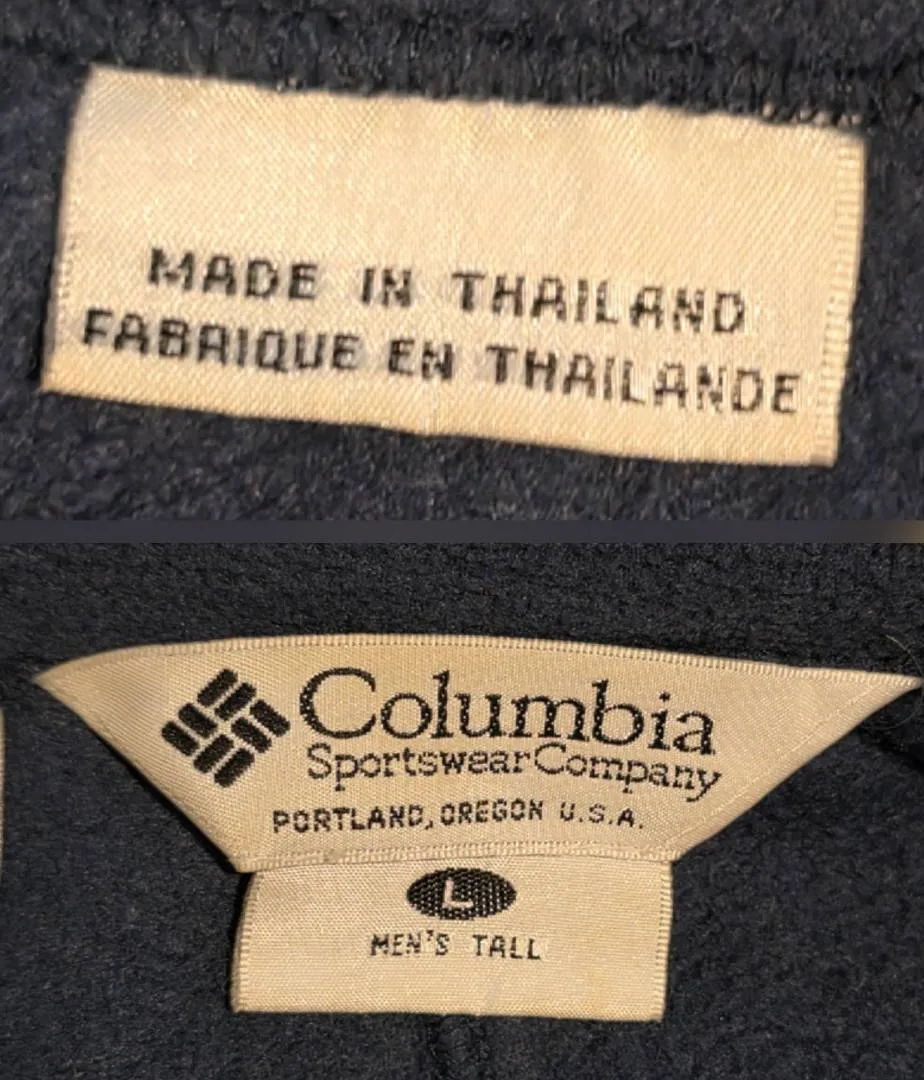 MADE IN THAILAND
FABRIQUE EN THAILANDE
Columbia
Sportswear Company
PORTLAND, OREGON U.S.A.
L
MEN'S TALL